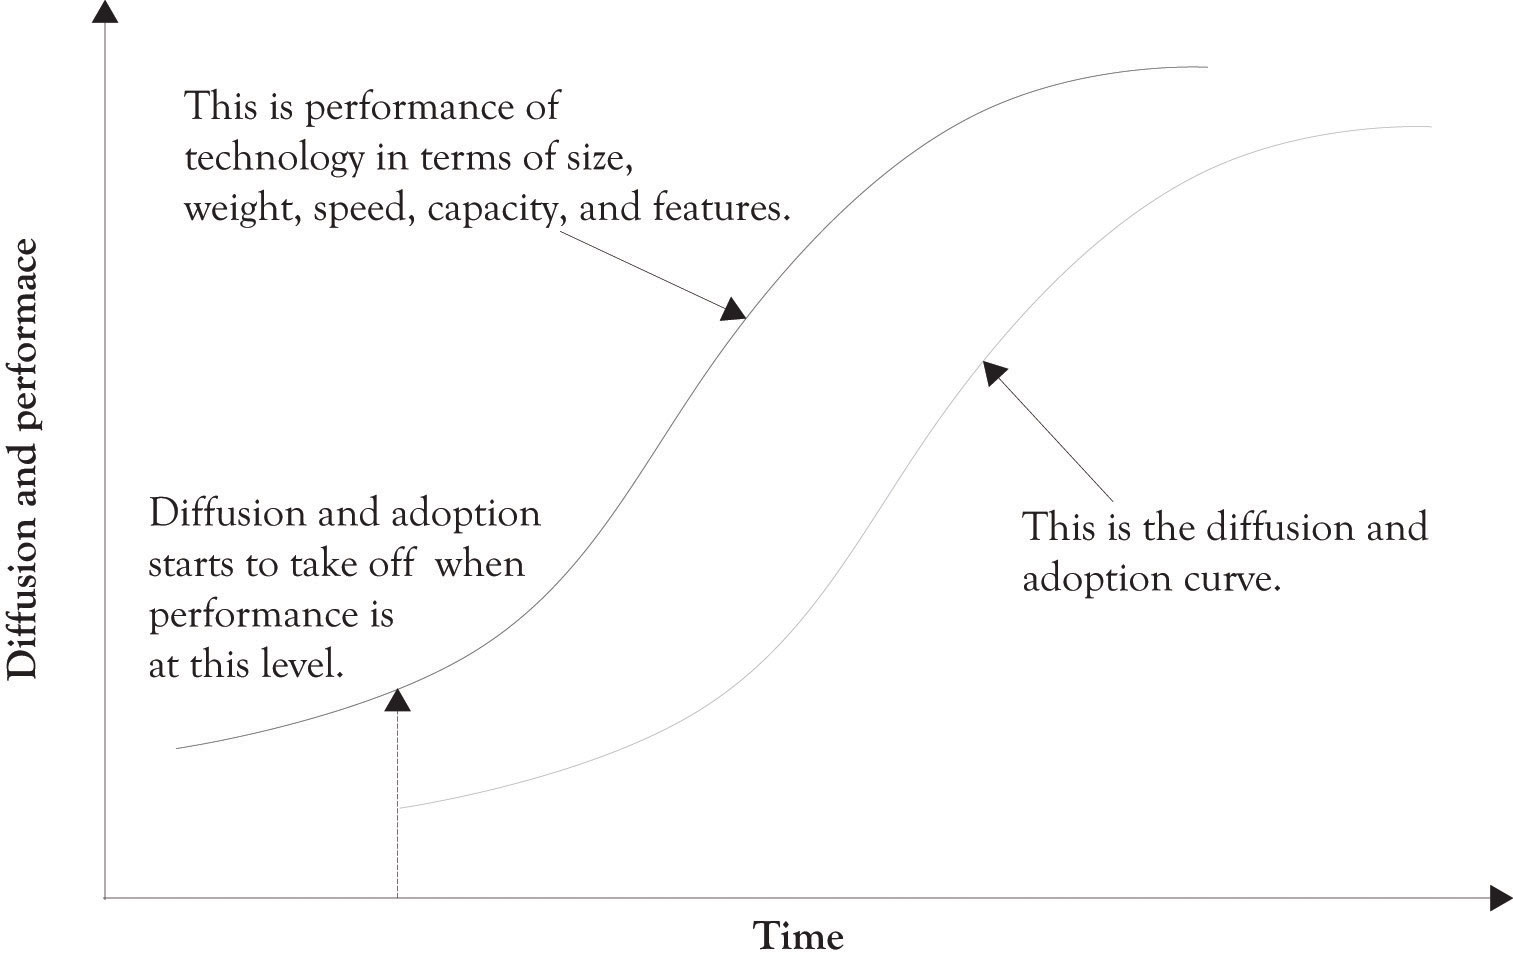 This is performance of
technology in terms of size,
weight, speed, capacity, and features.
Diffusion and performace
Diffusion and adoption
starts to take off when
performance is
at this level.
This is the diffusion and
adoption curve.
Time